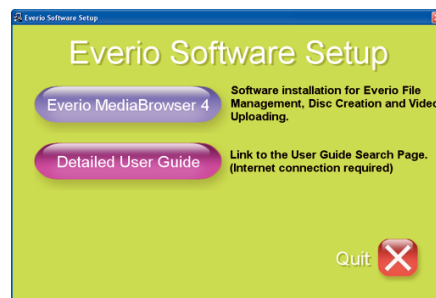 Everio Software Setup
Everio Software Setup
Everio MediaBrowser 4
Software installation for Everio File
Management, Disc Creation and Video
Uploading.
Detailed User Guide
Link to the User Guide Search Page.
(Internet connection required)
Quit